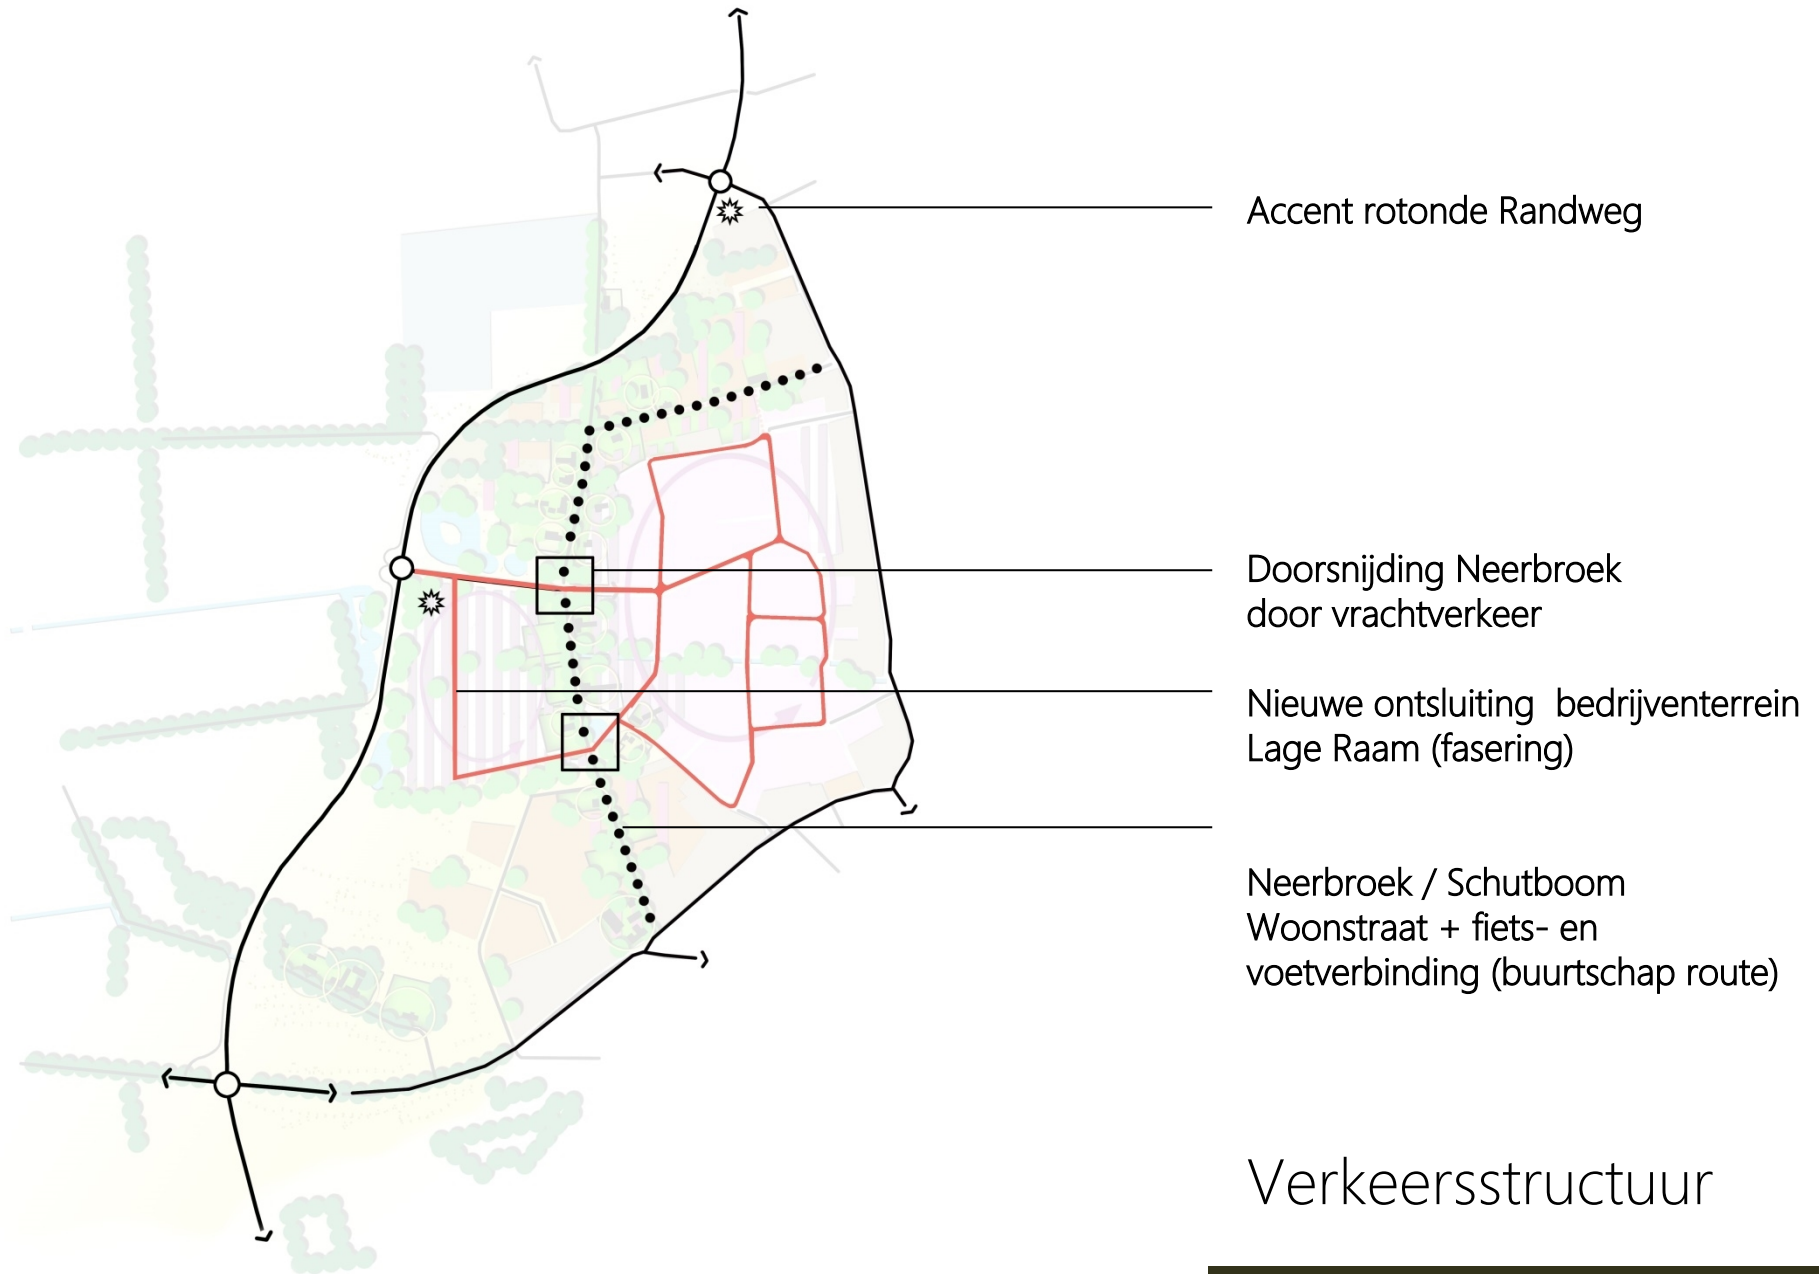 Accent rotonde Randweg
Doorsnijding Neerbroek
door vrachtverkeer
Nieuwe ontsluiting  bedrijventerrein
Lage Raam (fasering)
Neerbroek / Schutboom
Woonstraat + fiets- en
voetverbinding (buurtschap route)
Verkeersstructuur